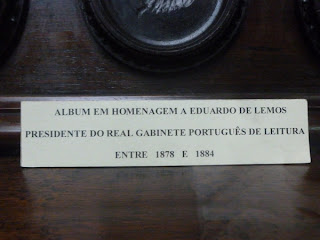 ALBUM EM HOMENAGEM A EDUARDO DE LEMOS
PRESIDENTE DO REAL GABINETE PORTUGUÊS DE LEITURA
ENTRE 1878 E 1884